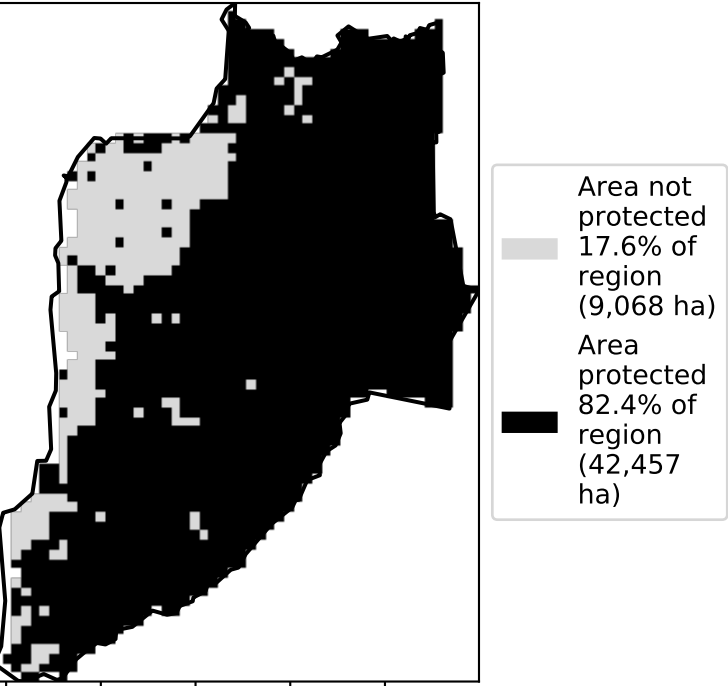 Area not
protected
17.6% of
region
(9,068 ha)
Area
protected
82.4% of
region
(42,457
ha)